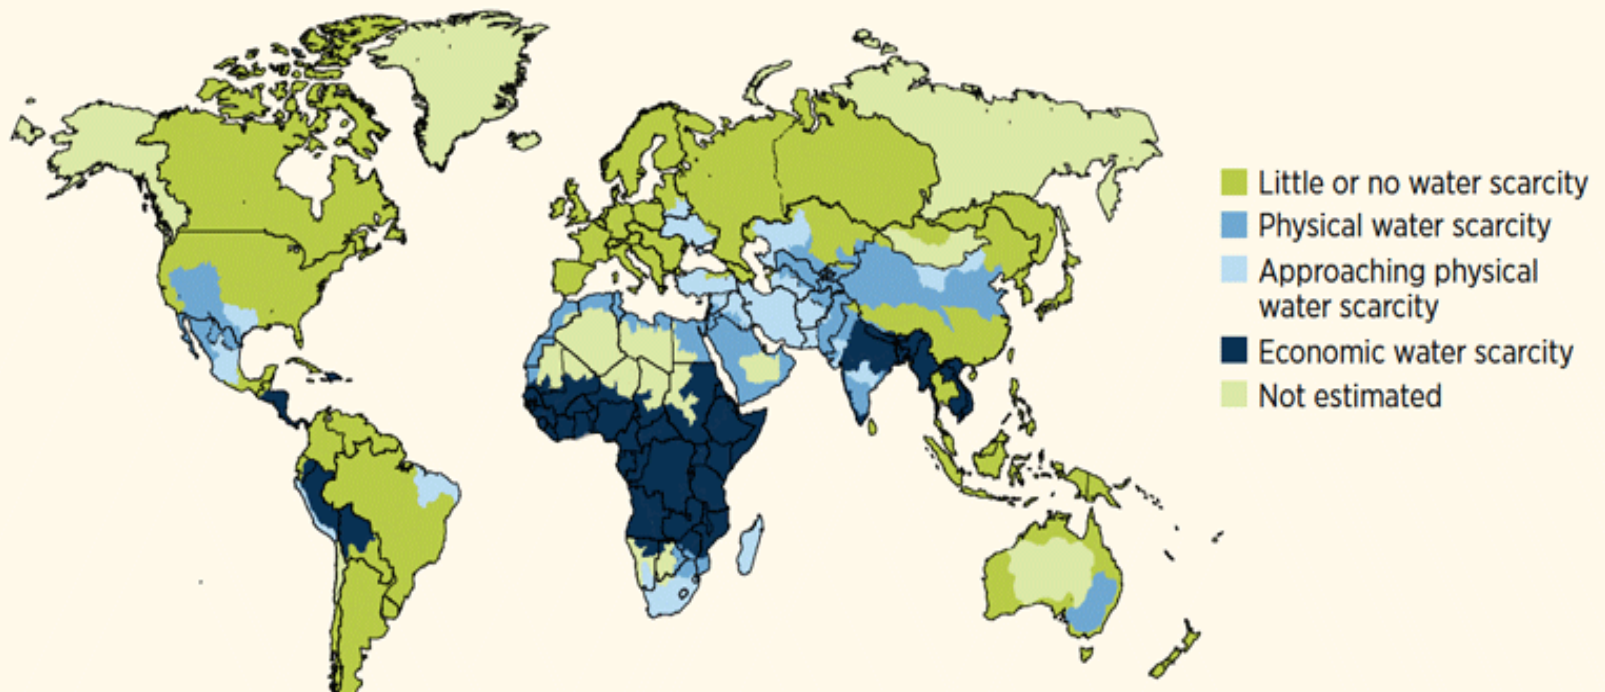 Little or no water scarcity
Physical water scarcity
Approaching physical
water scarcity
Economic water scarcity
Not estimated